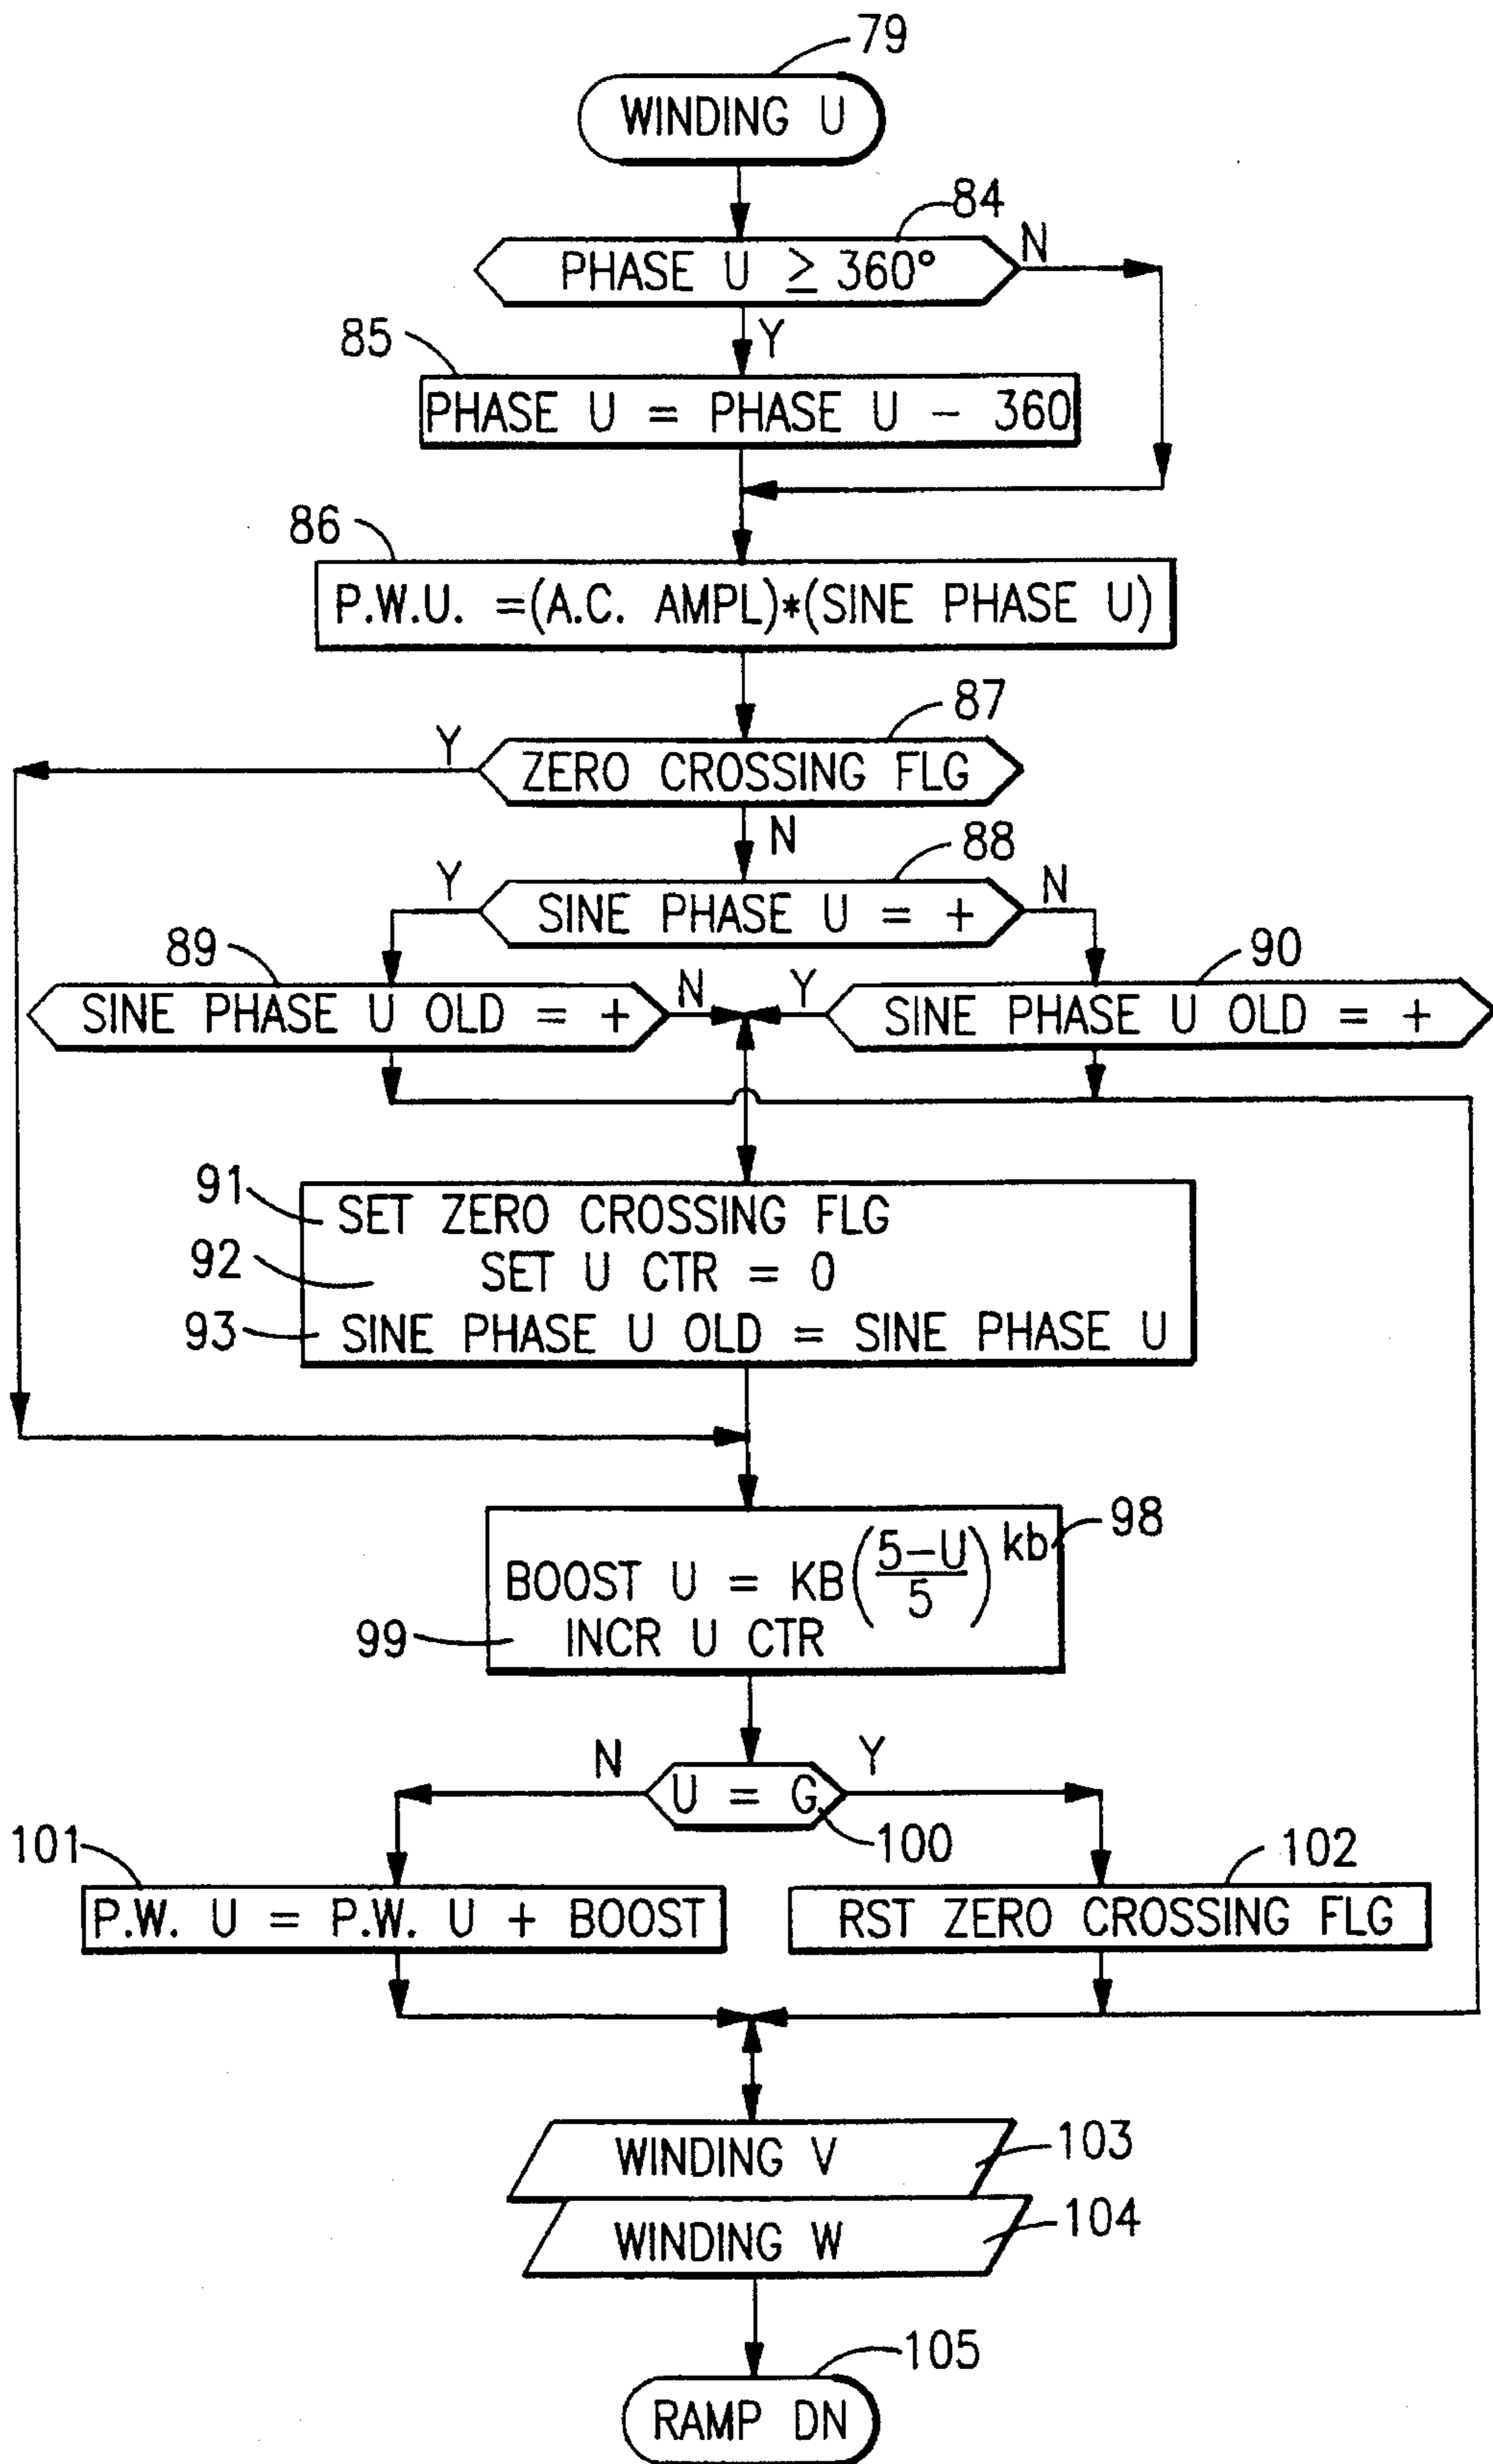 79
WINDING U
84
PHASE U ≥ 360°
N
Y
85
PHASE U = PHASE U - 360
86
P.W.U. =(A.C. AMPL)*(SINE PHASE U)
87
Y
ZERO CROSSING FLG
N
88
Y
SINE PHASE U = +
N
89
90
SINE PHASE U OLD = +
N
Y
SINE PHASE U OLD = +
91
SET ZERO CROSSING FLG
92
SET U CTR = 0
93
SINE PHASE U OLD = SINE PHASE U
98
BOOST U = KB((5-U)/5)^kb
99
INCR U CTR
N
Y
U = G
100
101
102
P.W. U = P.W. U + BOOST
RST ZERO CROSSING FLG
WINDING V
103
WINDING W
104
105
RAMP DN